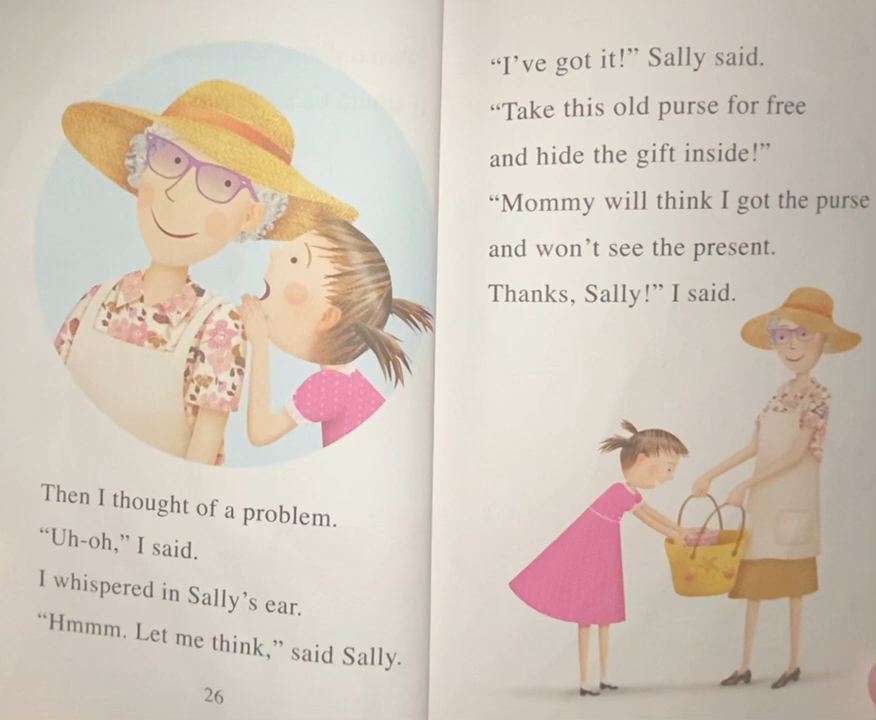 Then I thought of a problem.
“Uh-oh,” I said.
I whispered in Sally’s ear.
“Hmmm. Let me think,” said Sally.
26
“I’ve got it!” Sally said.
“Take this old purse for free
and hide the gift inside!”
“Mommy will think I got the purse
and won’t see the present.
Thanks, Sally!” I said.